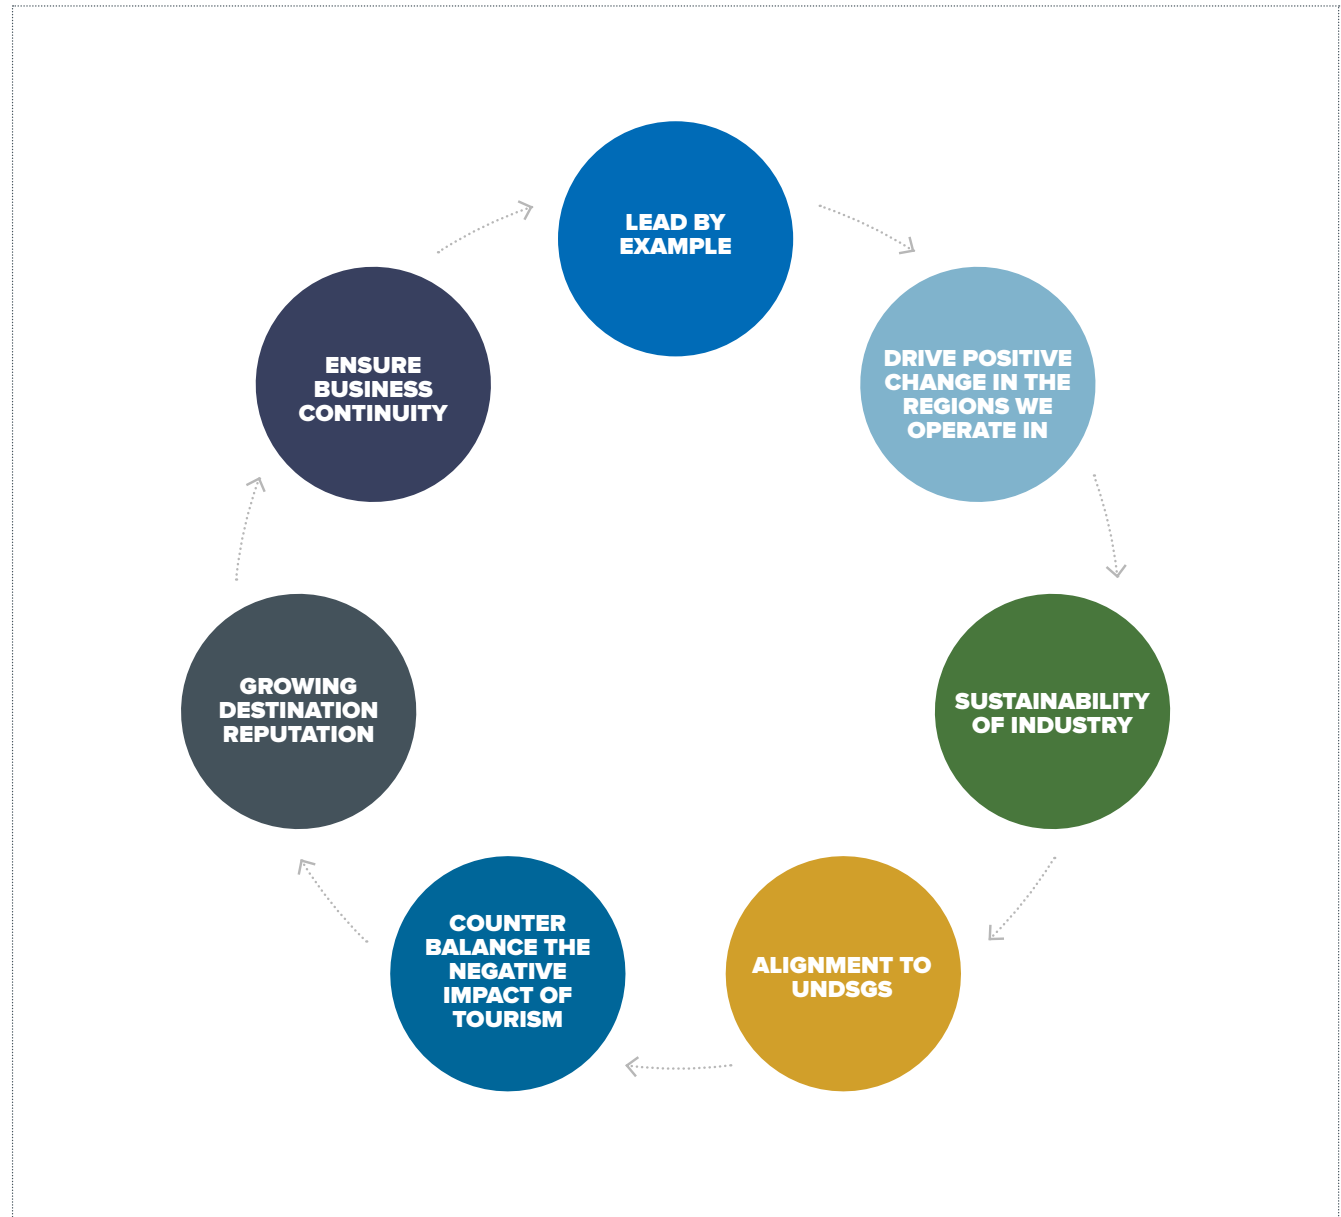 LEAD BY
EXAMPLE
DRIVE POSITIVE
CHANGE IN THE
REGIONS WE
OPERATE IN
SUSTAINABILITY
OF INDUSTRY
ALIGNMENT TO
UNDSGS
COUNTER
BALANCE THE
NEGATIVE
IMPACT OF
TOURISM
GROWING
DESTINATION
REPUTATION
ENSURE
BUSINESS
CONTINUITY